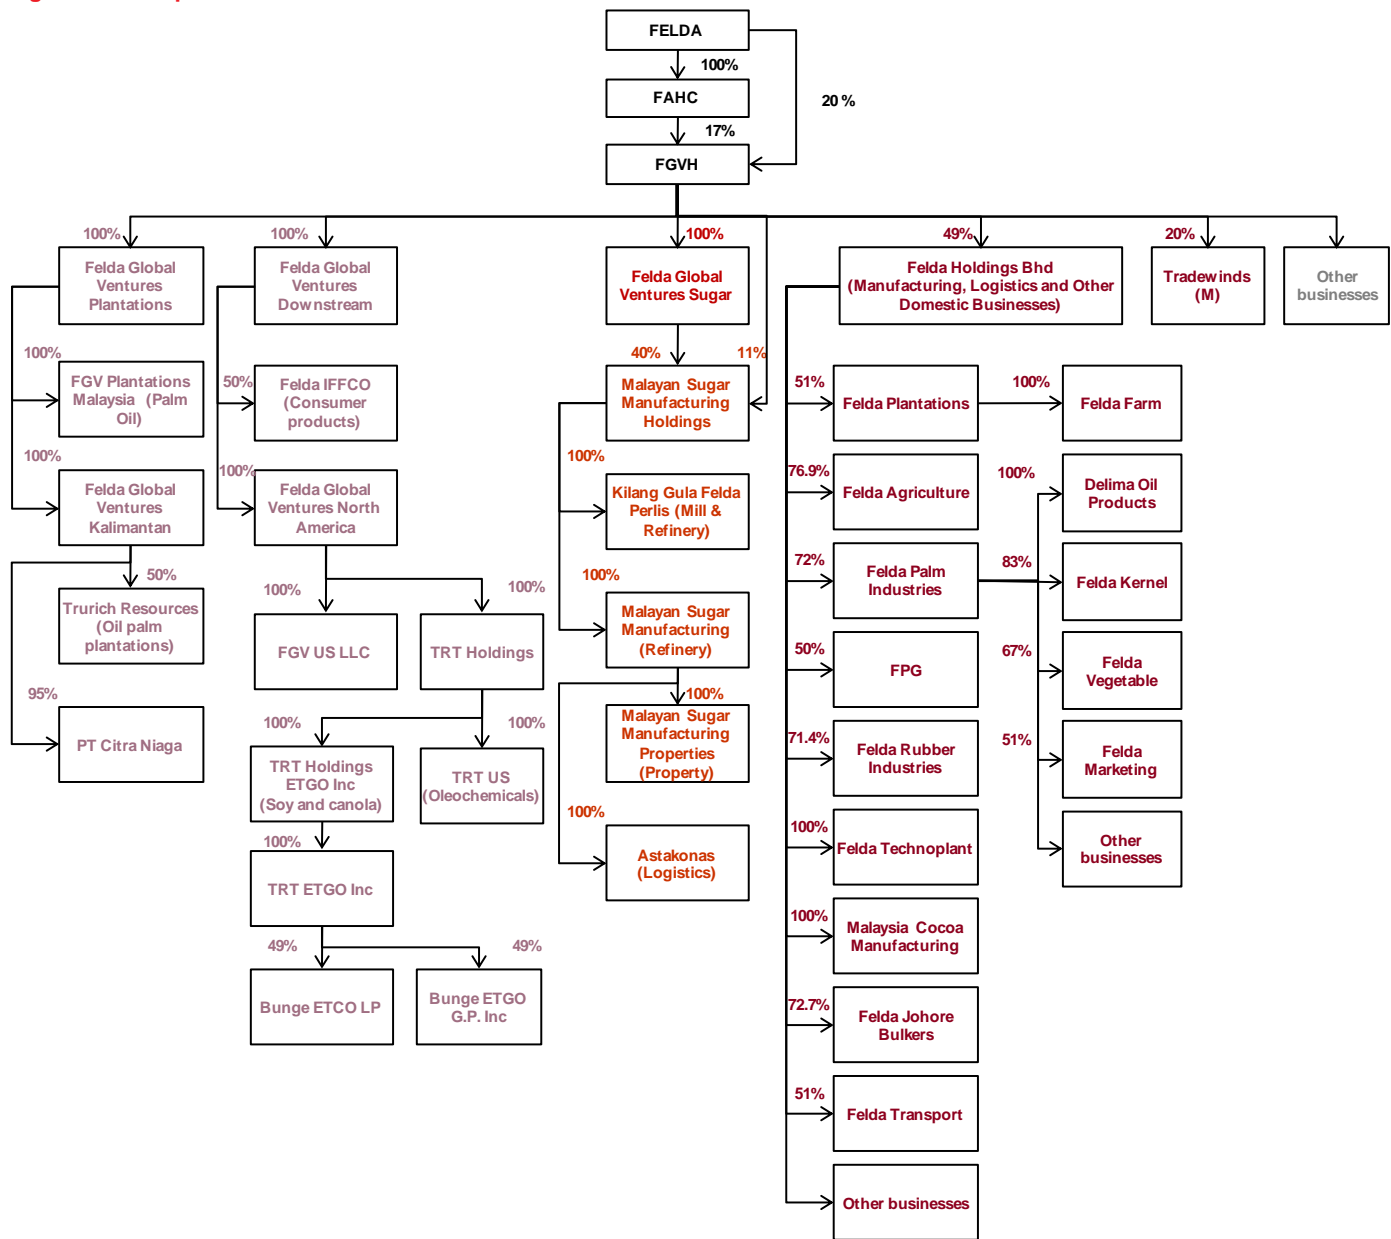 FELDA
100%
FAHC
20 %
17%
FGVH
100%
100%
100%
49%
20%
Felda Global
Ventures
Plantations
Felda Global
Ventures
Downstream
Felda Global
Ventures Sugar
Felda Holdings Bhd
(Manufacturing, Logistics and Other
Domestic Businesses)
Tradewinds
(M)
Other
businesses
100%
FGV Plantations
Malaysia (Palm
Oil)
50%
Felda IFFCO
(Consumer
products)
40%
11%
Malayan Sugar
Manufacturing
Holdings
51%
Felda Plantations
100%
Felda Farm
100%
Felda Global
Ventures
Kalimantan
100%
Felda Global
Ventures North
America
100%
Kilang Gula Felda
Perlis (Mill &
Refinery)
76.9%
Felda Agriculture
100%
Delima Oil
Products
50%
Trurich Resources
(Oil palm
plantations)
100%
FGV US LLC
100%
TRT Holdings
100%
Malayan Sugar
Manufacturing
(Refinery)
72%
Felda Palm
Industries
83%
Felda Kernel
95%
PT Citra Niaga
100%
TRT Holdings
ETGO Inc
(Soy and canola)
100%
TRT US
(Oleochemicals)
100%
Malayan Sugar
Manufacturing
Properties
(Property)
50%
FPG
67%
Felda
Vegetable
71.4%
Felda Rubber
Industries
51%
Felda
Marketing
100%
TRT ETGO Inc
100%
Astakonas
(Logistics)
100%
Felda Technoplant
Other
businesses
49%
Bunge ETCO LP
49%
Bunge ETGO
G.P. Inc
100%
Malaysia Cocoa
Manufacturing
72.7%
Felda Johore
Bulkers
51%
Felda Transport
Other businesses